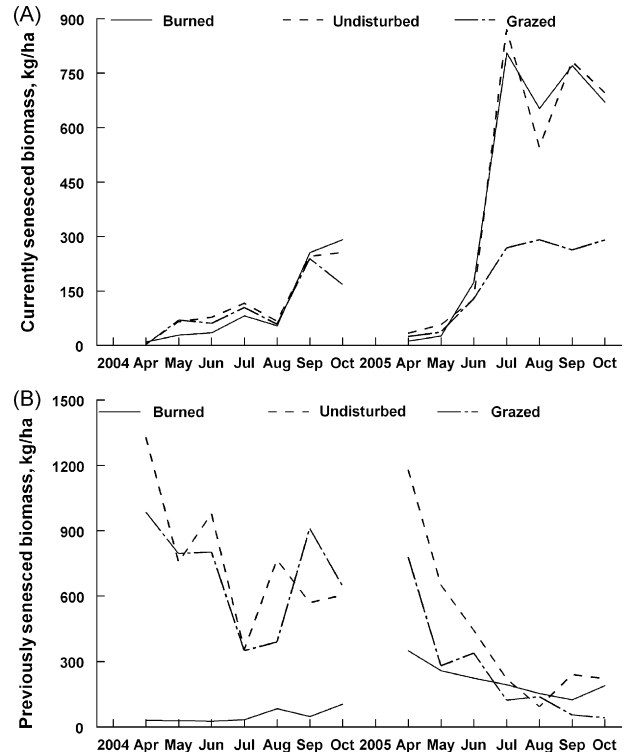 (A)
Burned Undisturbed Grazed
Currently senesced biomass, kg/ha
900
750
600
450
300
150
0
2004 Apr May Jun Jul Aug Sep Oct 2005 Apr May Jun Jul Aug Sep Oct
(B)
Burned Undisturbed Grazed
Previously senesced biomass, kg/ha
1500
1200
900
600
300
0
2004 Apr May Jun Jul Aug Sep Oct 2005 Apr May Jun Jul Aug Sep Oct